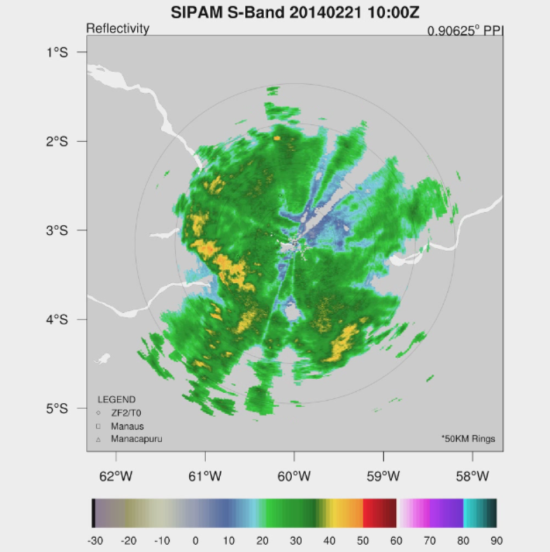 SIPAM S-Band 20140221 10:00Z
Reflectivity
0.90625° PPI
1°S
2°S
3°S
4°S
5°S
LEGEND
ZF2/T0
Manaus
Manacapuru
*50KM Rings
62°W 61°W 60°W 59°W 58°W
-30 -20 -10 0 10 20 30 40 50 60 70 80 90